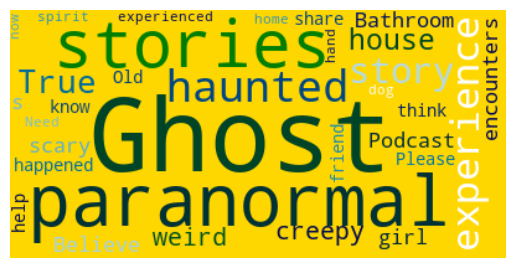 now
spirit
experienced
home
share
Bathroom
stories
hand
house
experience
encounters
True
Old
haunted
story
dog
s
know
Ghost
think
Need
scary
friend
Podcast
happened
Please
help
paranormal
Believe
weird
creepy
girl